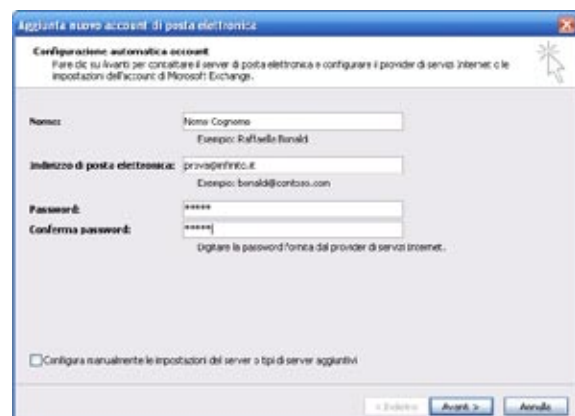 Aggiunta nuovo account di posta elettronica
Configurazione automatica account
Fare clic su Avanti per contattare il server di posta elettronica e configurare il provider di servizi Internet o le
impostazioni dell'account di Microsoft Exchange.
Nome: Nome Cognome
Esempio: Raffaella Bonaldi
Indirizzo di posta elettronica: prova@infinito.it
Esempio: bonaldi@contoso.com
Password: *****
Conferma password: *****
Digitare la password fornita dal provider di servizi Internet.
Configura manualmente le impostazioni del server o tipi di server aggiuntivi
< Indietro Avanti > Annulla